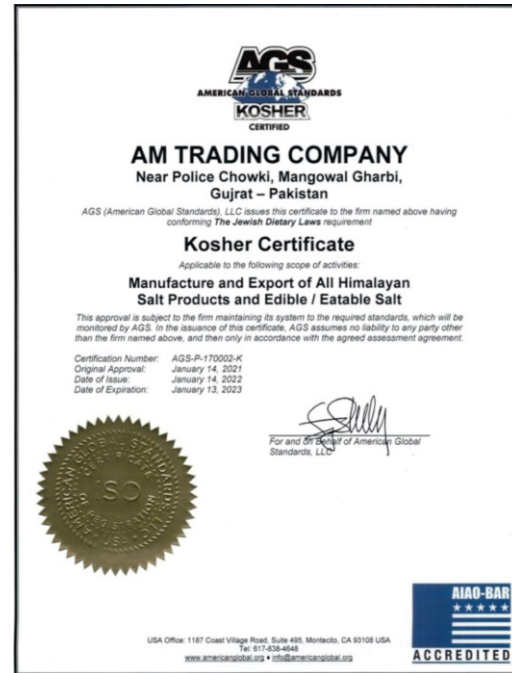 AGS
AMERICAN GLOBAL STANDARDS
KOSHER
CERTIFIED
AM TRADING COMPANY
Near Police Chowki, Mangowal Gharbi,
Gujrat – Pakistan
AGS (American Global Standards), LLC issues this certificate to the firm named above having
conforming The Jewish Dietary Laws requirement
Kosher Certificate
Applicable to the following scope of activities:
Manufacture and Export of All Himalayan
Salt Products and Edible / Eatable Salt
This approval is subject to the firm maintaining its system to the required standards, which will be
monitored by AGS. In the issuance of this certificate, AGS assumes no liability to any party other
than the firm named above, and then only in accordance with the agreed assessment agreement.
Certification Number: AGS-P-170002-K
Original Approval: January 14, 2021
Date of Issue: January 14, 2022
Date of Expiration: January 13, 2023
For and on Behalf of American Global
Standards, LLC
AMERICAN GLOBAL STANDARDS, LLC
CERTIFICATE
ISO
OF REGISTRATION
USA
AIAO-BAR
ACCREDITED
USA Office: 1187 Coast Village Road, Suite 495, Montecito, CA 93108 USA
Tel: 617-838-4648
www.americanglobal.org ♦ info@americanglobal.org